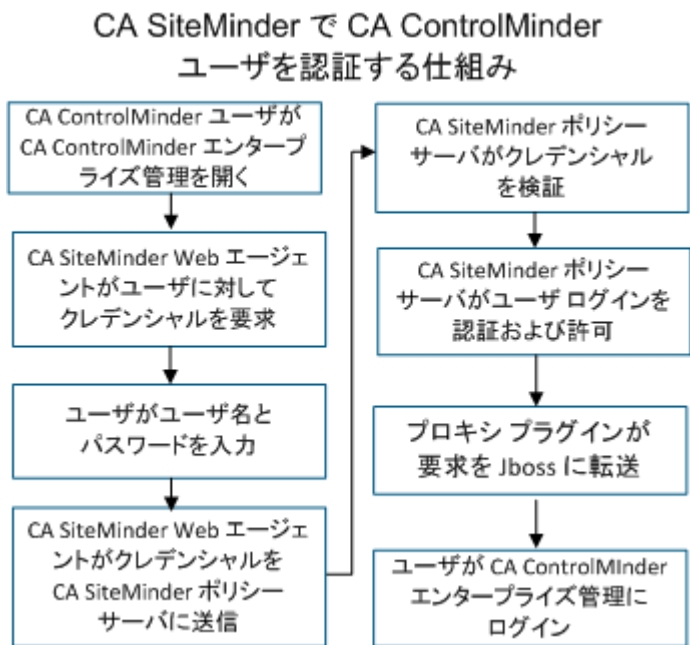 CA SiteMinder で CA ControlMinder
ユーザを認証する仕組み
CA ControlMinder ユーザが
CA ControlMinder エンタープ
ライズ管理を開く
CA SiteMinder Web エージェ
ントがユーザに対して
クレデンシャルを要求
ユーザがユーザ名と
パスワードを入力
CA SiteMinder Web エージェ
ントがクレデンシャルを
CA SiteMinder ポリシー
サーバに送信
CA SiteMinder ポリシー
サーバがクレデンシャル
を検証
CA SiteMinder ポリシー
サーバがユーザ ログインを
認証および許可
プロキシ プラグインが
要求を Jboss に転送
ユーザが CA ControlMInder
エンタープライズ管理に
ログイン